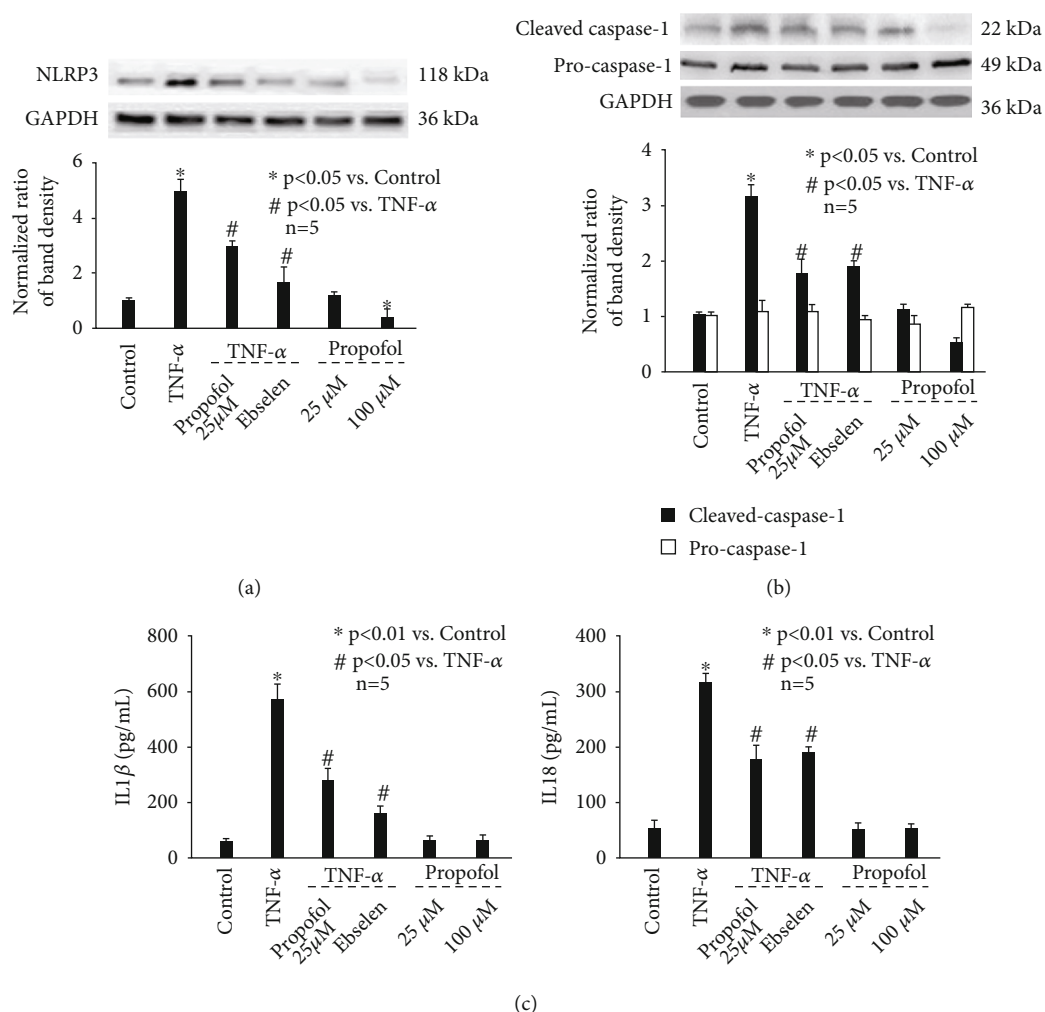 NLRP3
118 kDa
GAPDH
36 kDa
Normalized ratio
of band density
6
4
2
0
*
#
#
*
* p<0.05 vs. Control
# p<0.05 vs. TNF-α
n=5
Control
TNF-α
TNF-α
Propofol
25μM
Ebselen
Propofol
25 μM
100 μM
(a)
Cleaved caspase-1
22 kDa
Pro-caspase-1
49 kDa
GAPDH
36 kDa
Normalized ratio
of band density
4
3
2
1
0
*
#
#
* p<0.05 vs. Control
# p<0.05 vs. TNF-α
n=5
Control
TNF-α
TNF-α
Propofol
25μM
Ebselen
Propofol
25 μM
100 μM
Cleaved-caspase-1
Pro-caspase-1
(b)
IL1β (pg/mL)
800
600
400
200
0
*
#
#
* p<0.01 vs. Control
# p<0.05 vs. TNF-α
n=5
Control
TNF-α
TNF-α
Propofol
25μM
Ebselen
Propofol
25 μM
100 μM
IL18 (pg/mL)
400
300
200
100
0
*
#
#
* p<0.01 vs. Control
# p<0.05 vs. TNF-α
n=5
Control
TNF-α
TNF-α
Propofol
25μM
Ebselen
Propofol
25 μM
100 μM
(c)